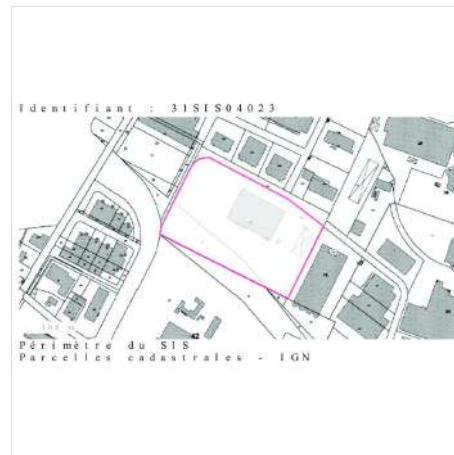 Identifiant : 31SIS04023
Périmètre du SIS
Parcelles cadastrales - IGN